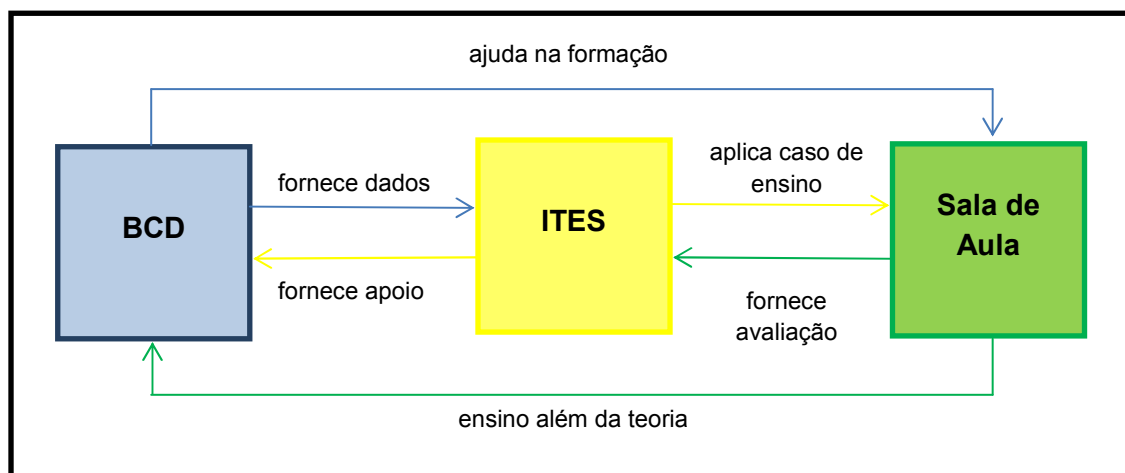 ajuda na formação
BCD
fornece dados
fornece apoio
ITES
aplica caso de
ensino
fornece
avaliação
Sala de
Aula
ensino além da teoria